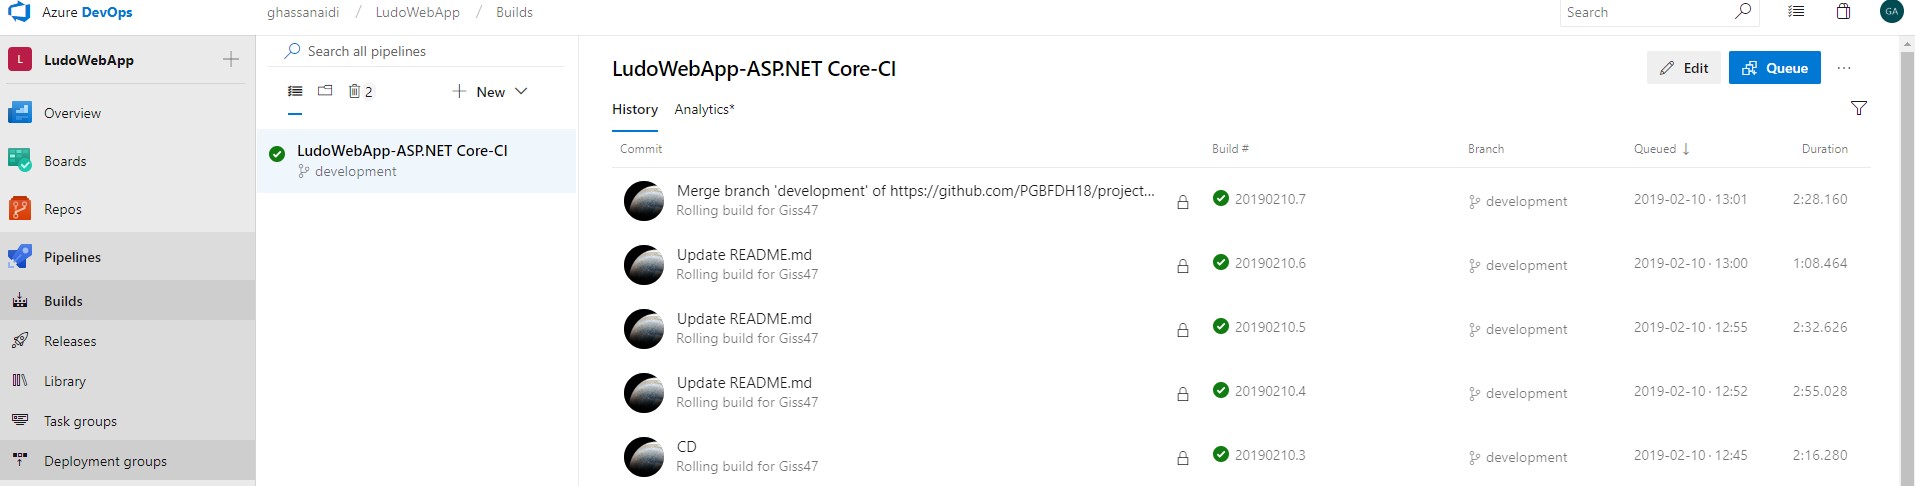 Azure DevOps
ghassanaidi / LudoWebApp / Builds
Search
GA
L LudoWebApp
Overview
Boards
Repos
Pipelines
Builds
Releases
Library
Task groups
Deployment groups
Search all pipelines
2
New
LudoWebApp-ASP.NET Core-CI
development
LudoWebApp-ASP.NET Core-CI
Edit
Queue
...
History Analytics*
Commit Build # Branch Queued ↓ Duration
Merge branch 'development' of https://github.com/PGBFDH18/project...
Rolling build for Giss47
20190210.7 development 2019-02-10 · 13:01 2:28.160
Update README.md
Rolling build for Giss47
20190210.6 development 2019-02-10 · 13:00 1:08.464
Update README.md
Rolling build for Giss47
20190210.5 development 2019-02-10 · 12:55 2:32.626
Update README.md
Rolling build for Giss47
20190210.4 development 2019-02-10 · 12:52 2:55.028
CD
Rolling build for Giss47
20190210.3 development 2019-02-10 · 12:45 2:16.280